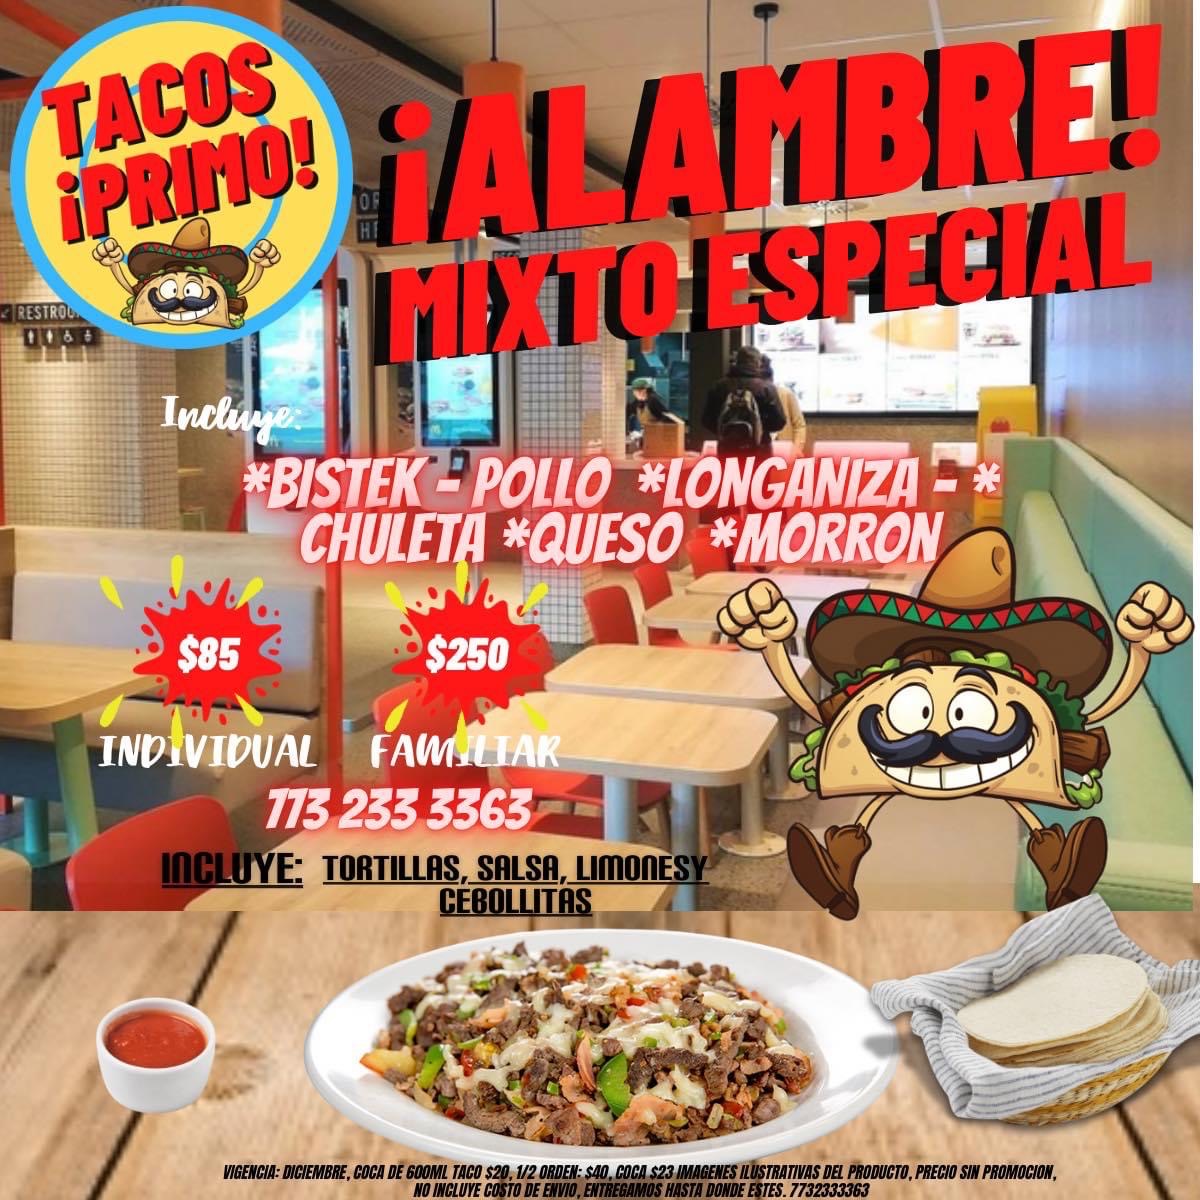 TACOS
¡PRIMO!
¡ALAMBRE!
MIXTO ESPECIAL
RESTROO
Incluye:
*BISTEK - POLLO *LONGANIZA - *
CHULETA *QUESO *MORRON
$85
$250
INDIVIDUAL FAMILIAR
773 233 3363
INCLUYE: TORTILLAS, SALSA, LIMONESY
CEBOLLITAS
VIGENCIA: DICIEMBRE, COCA DE 600ML TACO $20, 1/2 ORDEN: $40, COCA $23 IMAGENES ILUSTRATIVAS DEL PRODUCTO, PRECIO SIN PROMOCION,
NO INCLUYE COSTO DE ENVIO, ENTREGAMOS HASTA DONDE ESTES. 7732333363